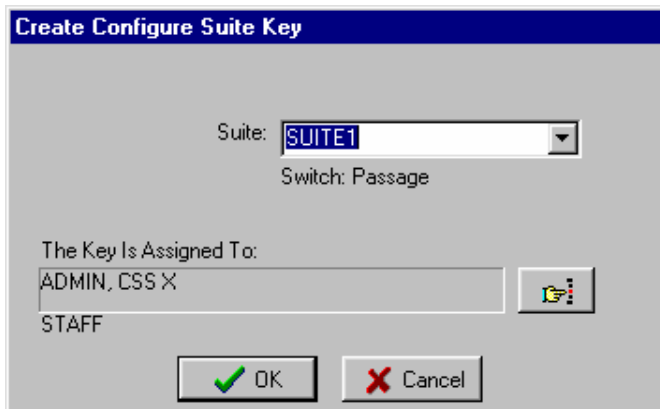 Create Configure Suite Key
Suite: SUITE1
Switch: Passage
The Key Is Assigned To:
ADMIN, CSS X
STAFF
OK Cancel